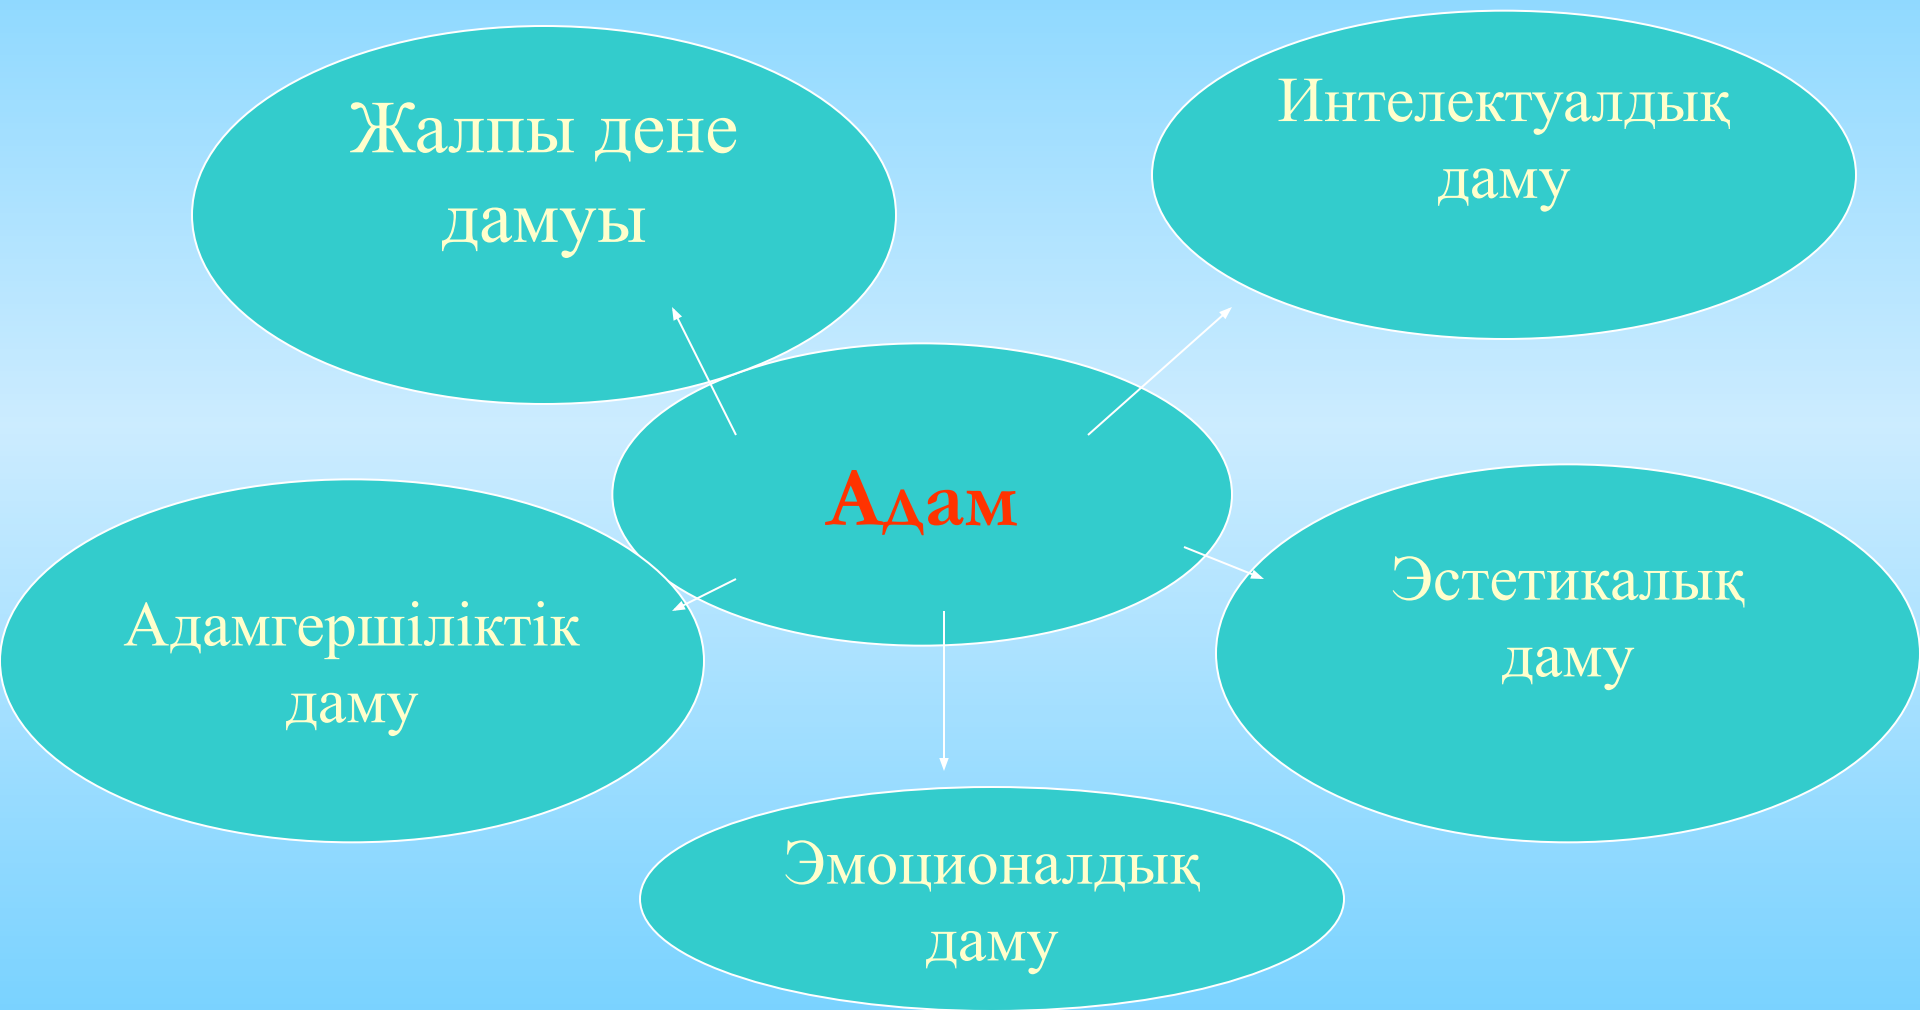 Жалпы дене
дамуы
Интелектуалдық
даму
Адам
Адамгершіліктік
даму
Эстетикалық
даму
Эмоционалдық
даму